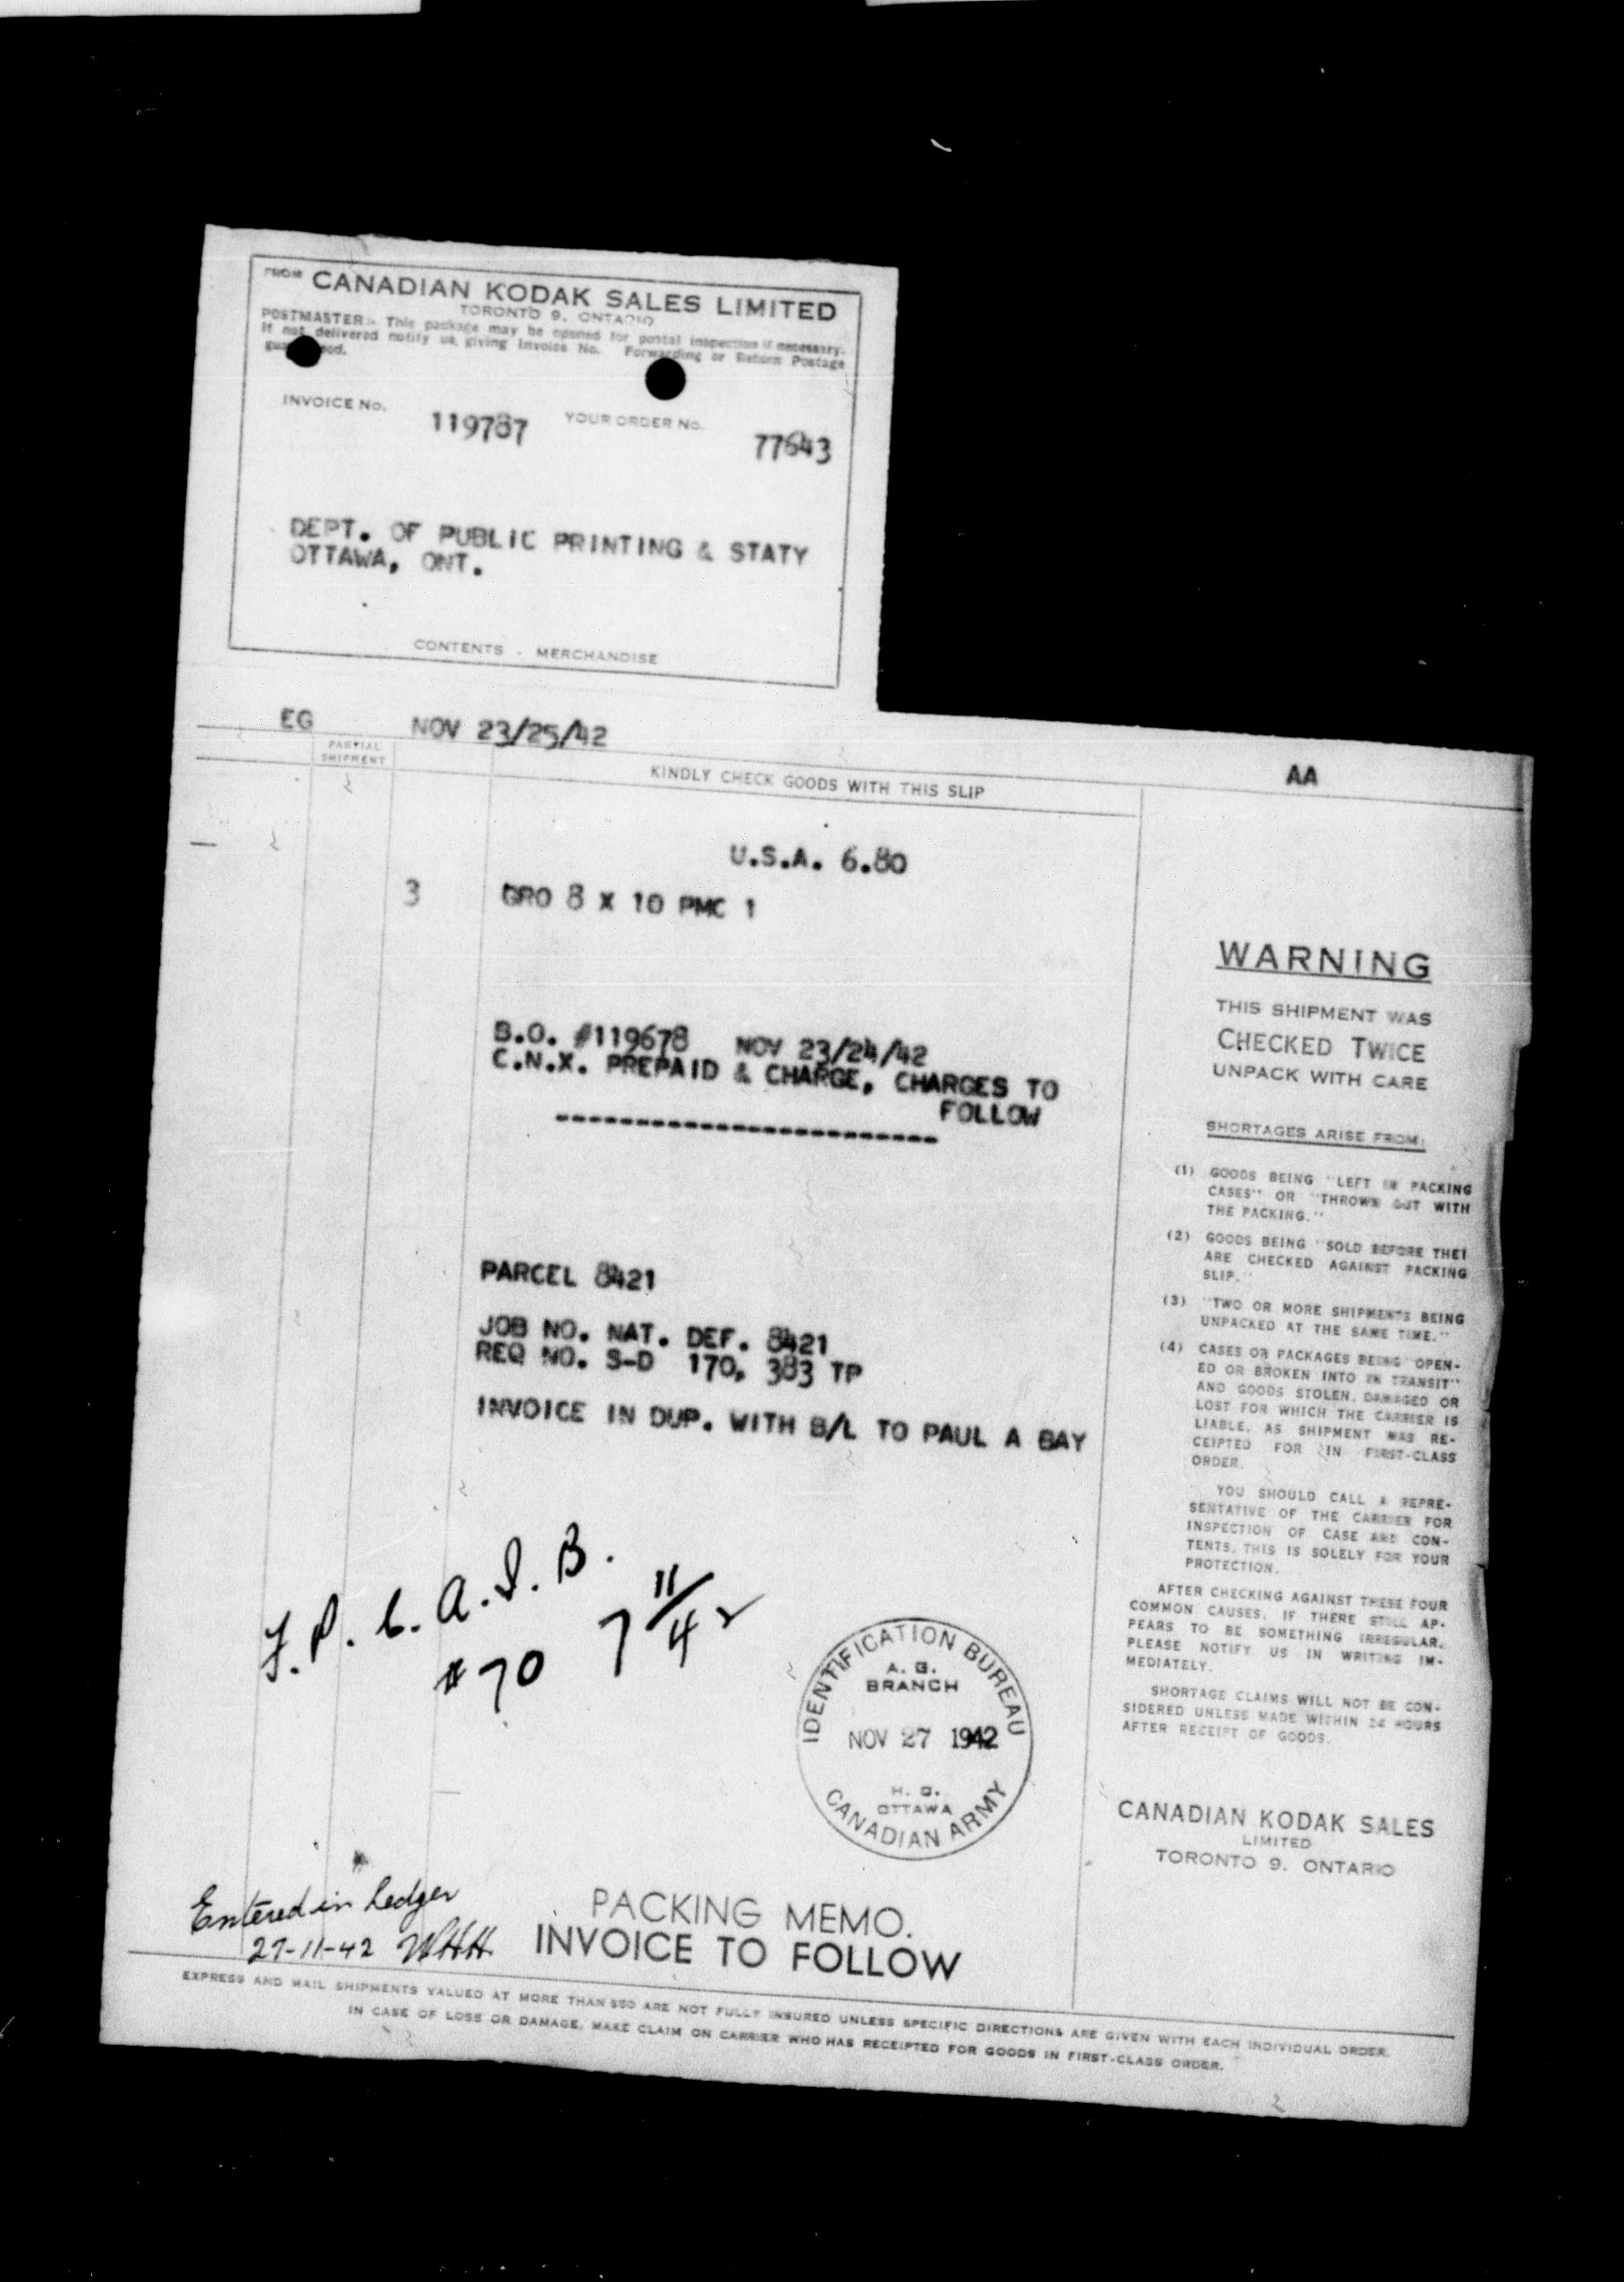 FROM CANADIAN KODAK SALES LIMITED
TORONTO 9, ONTARIO
POSTMASTER:- This package may be opened for postal inspection if necessary.
If not delivered notify us, giving Invoice No. Forwarding or Return Postage
INVOICE No. 119787 YOUR ORDER No. 77643
DEPT. OF PUBLIC PRINTING & STATY
OTTAWA, ONT.
CONTENTS - MERCHANDISE
EG NOV 23/25/42 AA
PARTIAL
SHIPMENT
KINDLY CHECK GOODS WITH THIS SLIP
U.S.A. 6.80
3 GRO 8 X 10 PMC 1
B.O. #119678 NOV 23/24/42
C.N.X. PREPAID & CHARGE, CHARGES TO
FOLLOW
------------------------
PARCEL 8421
JOB NO. NAT. DEF. 8421
REQ NO. S-D 170, 383 TP
INVOICE IN DUP. WITH B/L TO PAUL A BAY
#70 7 11/42
IDENTIFICATION BUREAU
A. G.
BRANCH
NOV 27 1942
H. Q.
OTTAWA
CANADIAN ARMY
Entered in Ledger
27-11-42 WHH
PACKING MEMO.
INVOICE TO FOLLOW
WARNING
THIS SHIPMENT WAS
CHECKED TWICE
UNPACK WITH CARE
SHORTAGES ARISE FROM:
(1) GOODS BEING "LEFT IN PACKING
CASES" OR "THROWN OUT WITH
THE PACKING."
(2) GOODS BEING "SOLD BEFORE THEY
ARE CHECKED AGAINST PACKING
SLIP."
(3) "TWO OR MORE SHIPMENTS BEING
UNPACKED AT THE SAME TIME."
(4) CASES OR PACKAGES BEING "OPEN-
ED OR BROKEN INTO IN TRANSIT"
AND GOODS STOLEN, DAMAGED OR
LOST FOR WHICH THE CARRIER IS
LIABLE, AS SHIPMENT WAS RE-
CEIPTED FOR IN FIRST-CLASS
ORDER.
YOU SHOULD CALL A REPRE-
SENTATIVE OF THE CARRIER FOR
INSPECTION OF CASE AND CON-
TENTS. THIS IS SOLELY FOR YOUR
PROTECTION.
AFTER CHECKING AGAINST THESE FOUR
COMMON CAUSES, IF THERE STILL AP-
PEARS TO BE SOMETHING IRREGULAR,
PLEASE NOTIFY US IN WRITING IM-
MEDIATELY.
SHORTAGE CLAIMS WILL NOT BE CON-
SIDERED UNLESS MADE WITHIN 24 HOURS
AFTER RECEIPT OF GOODS.
CANADIAN KODAK SALES
LIMITED
TORONTO 9, ONTARIO
EXPRESS AND MAIL SHIPMENTS VALUED AT MORE THAN $50 ARE NOT FULLY INSURED UNLESS SPECIFIC DIRECTIONS ARE GIVEN WITH EACH INDIVIDUAL ORDER.
IN CASE OF LOSS OR DAMAGE, MAKE CLAIM ON CARRIER WHO HAS RECEIPTED FOR GOODS IN FIRST-CLASS ORDER.